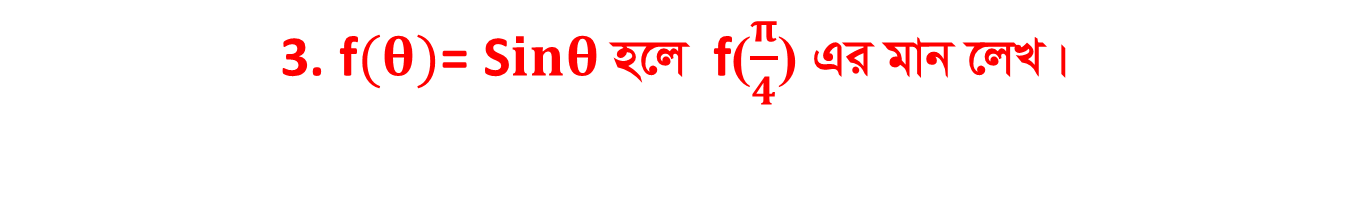 3. f(θ)= Sinθ হলে f(π/4) এর মান লেখ।